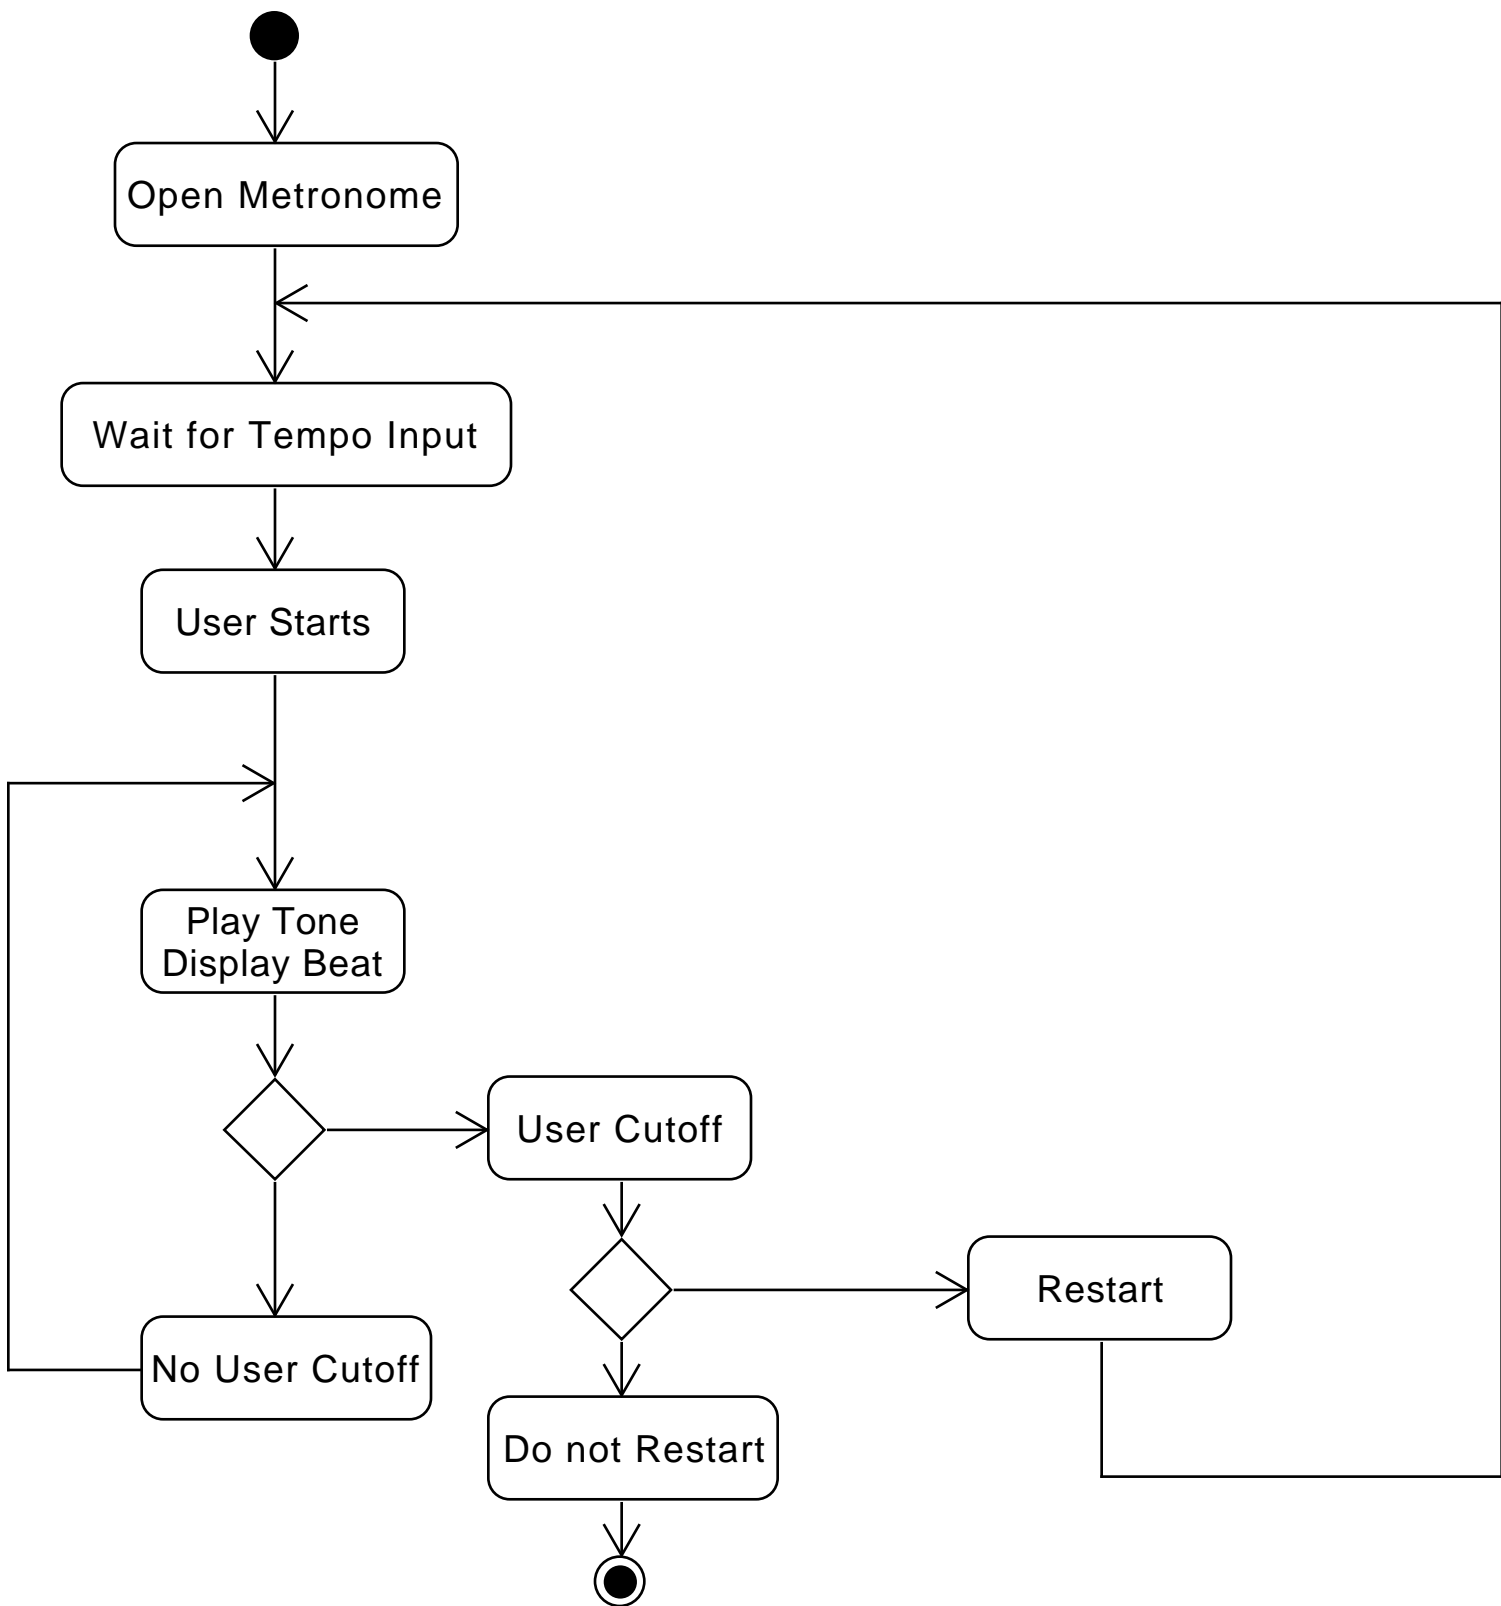 Open Metronome
Wait for Tempo Input
User Starts
Play Tone
Display Beat
User Cutoff
Restart
No User Cutoff
Do not Restart